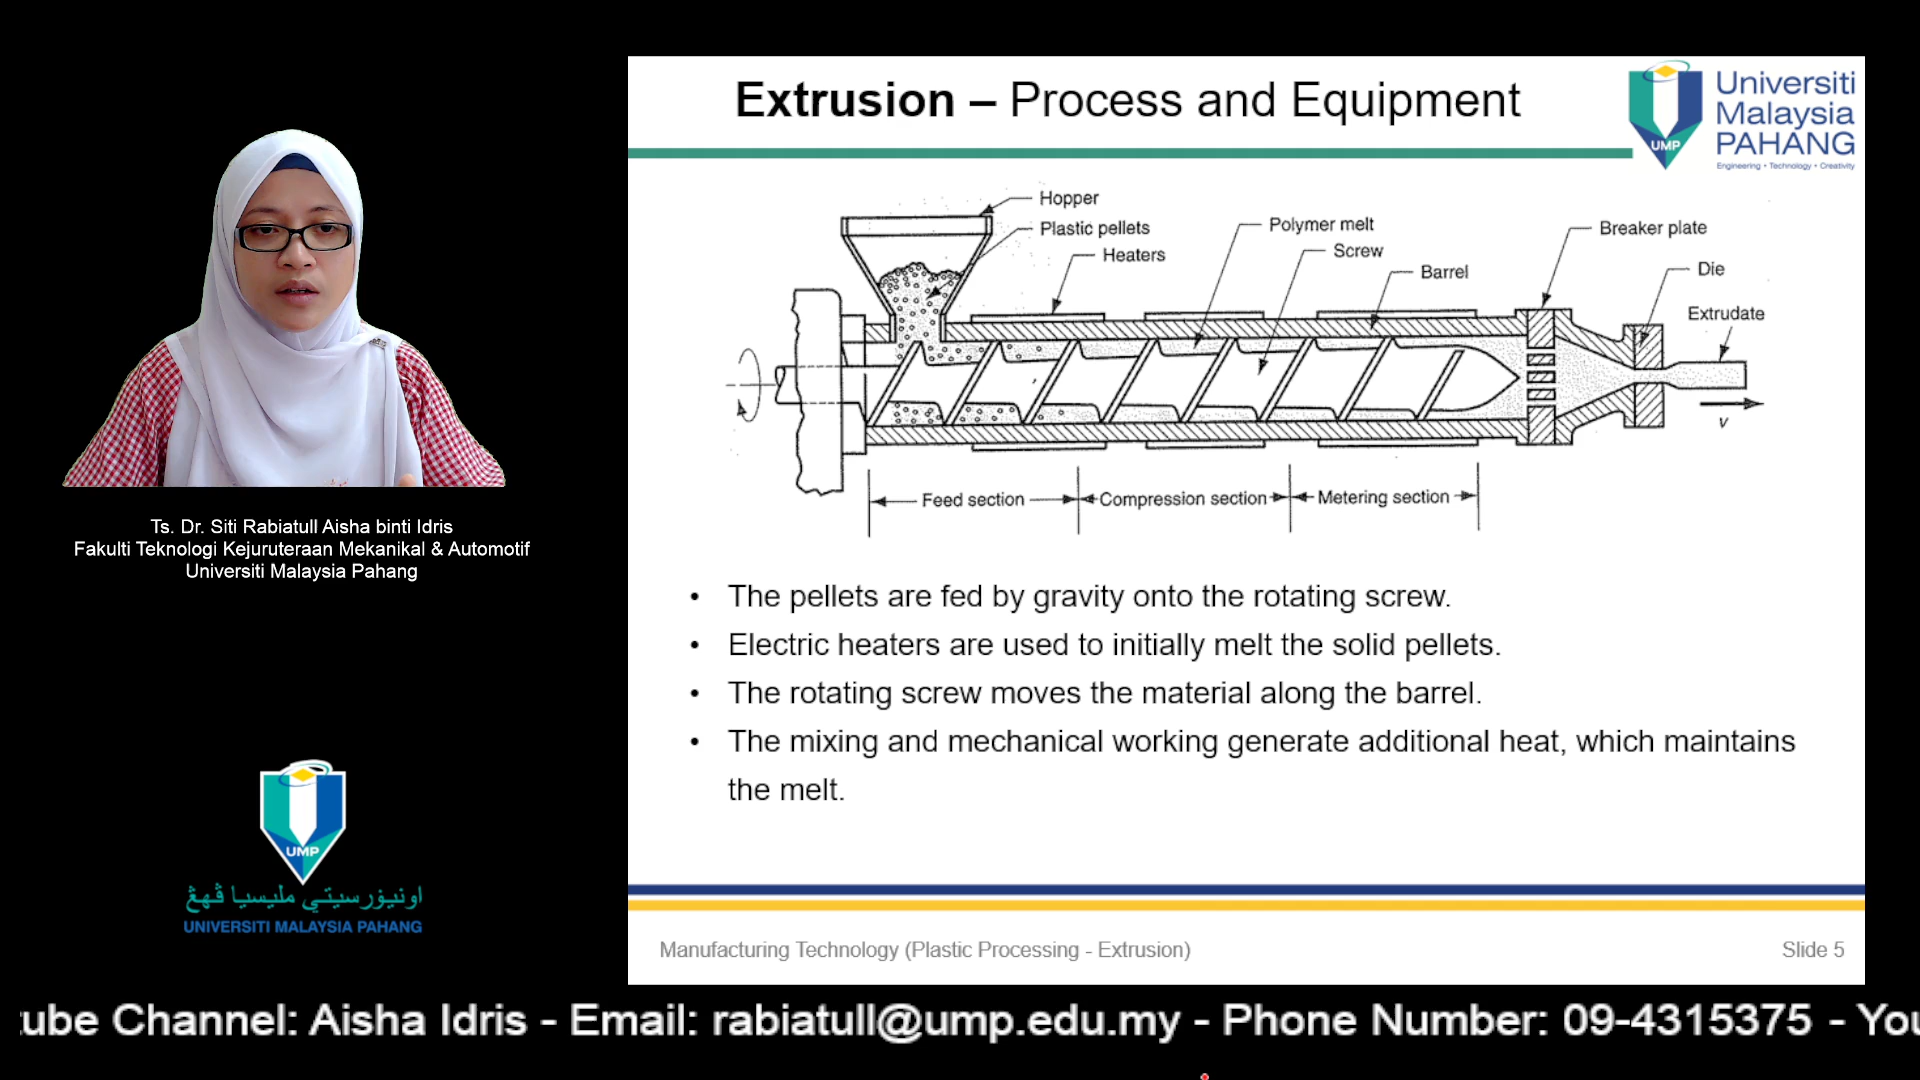 Extrusion – Process and Equipment
Universiti
Malaysia
PAHANG
Engineering • Technology • Creativity
UMP
Hopper
Plastic pellets
Heaters
Polymer melt
Screw
Barrel
Breaker plate
Die
Extrudate
v
Feed section
Compression section
Metering section
• The pellets are fed by gravity onto the rotating screw.
• Electric heaters are used to initially melt the solid pellets.
• The rotating screw moves the material along the barrel.
• The mixing and mechanical working generate additional heat, which maintains
the melt.
Manufacturing Technology (Plastic Processing - Extrusion)
Slide 5
Ts. Dr. Siti Rabiatull Aisha binti Idris
Fakulti Teknologi Kejuruteraan Mekanikal & Automotif
Universiti Malaysia Pahang
UMP
اونيۏرسيتي مليسيا ڤهڠ
UNIVERSITI MALAYSIA PAHANG
ube Channel: Aisha Idris - Email: rabiatull@ump.edu.my - Phone Number: 09-4315375 - You